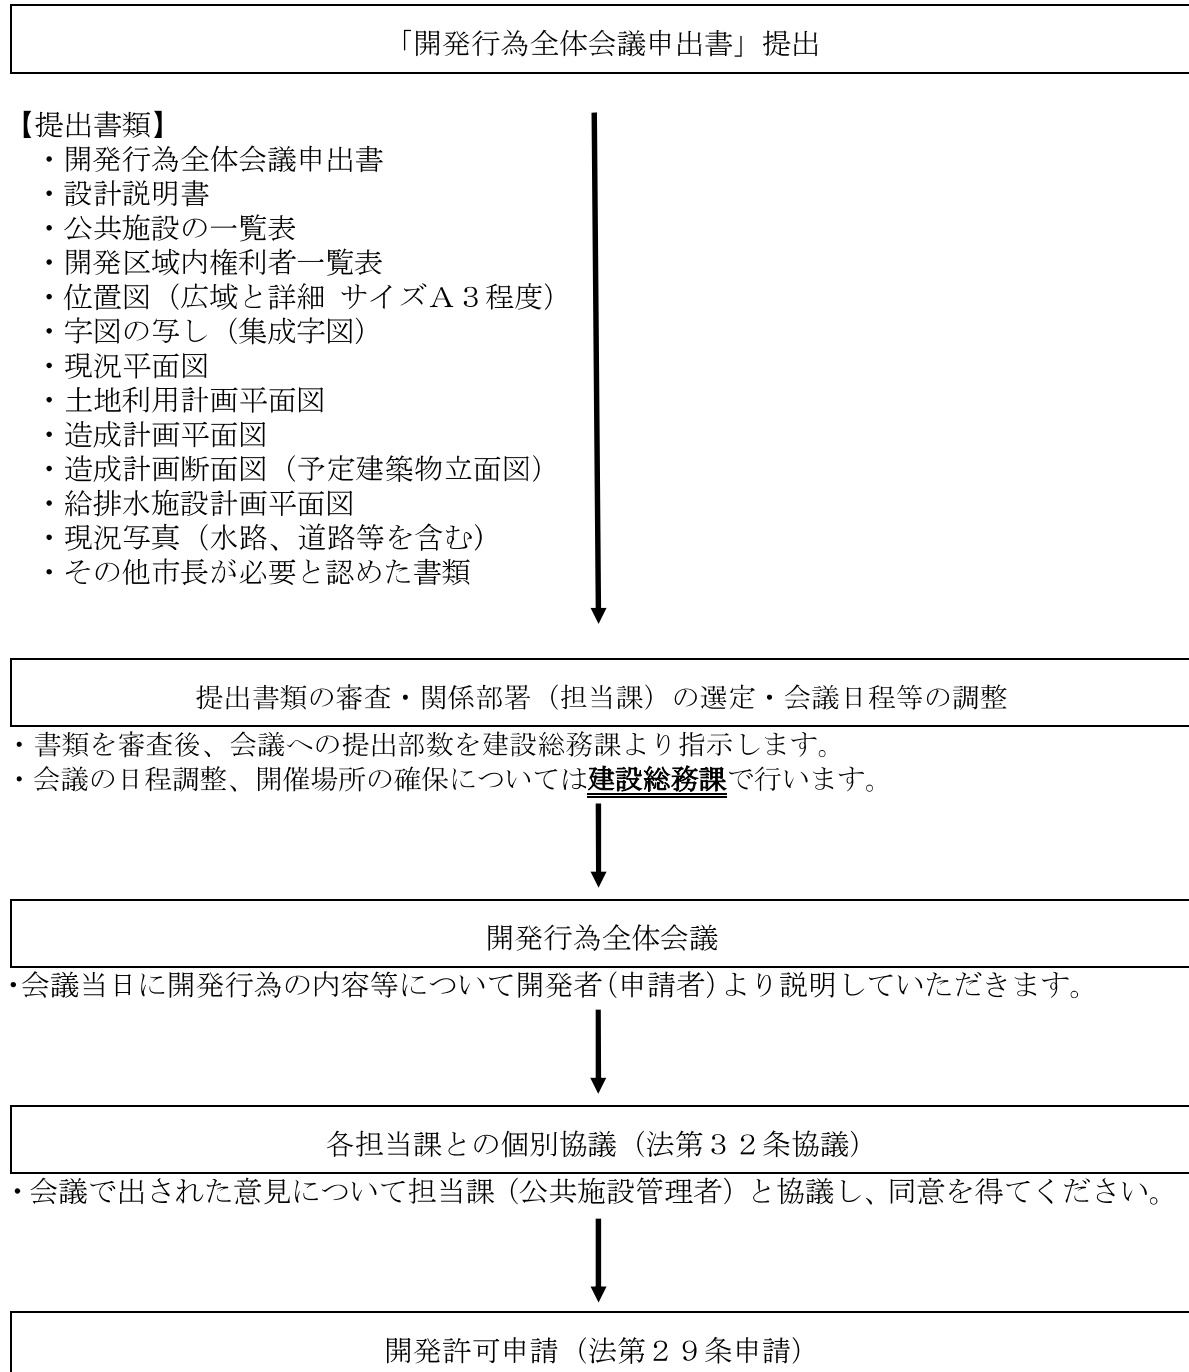 「開発行為全体会議申出書」提出
【提出書類】
・開発行為全体会議申出書
・設計説明書
・公共施設の一覧表
・開発区域内権利者一覧表
・位置図（広域と詳細 サイズＡ３程度）
・字図の写し（集成字図）
・現況平面図
・土地利用計画平面図
・造成計画平面図
・造成計画断面図（予定建築物立面図）
・給排水施設計画平面図
・現況写真（水路、道路等を含む）
・その他市長が必要と認めた書類
提出書類の審査・関係部署（担当課）の選定・会議日程等の調整
・書類を審査後、会議への提出部数を建設総務課より指示します。
・会議の日程調整、開催場所の確保については建設総務課で行います。
開発行為全体会議
・会議当日に開発行為の内容等について開発者（申請者）より説明していただきます。
各担当課との個別協議（法第３２条協議）
・会議で出された意見について担当課（公共施設管理者）と協議し、同意を得てください。
開発許可申請（法第２９条申請）